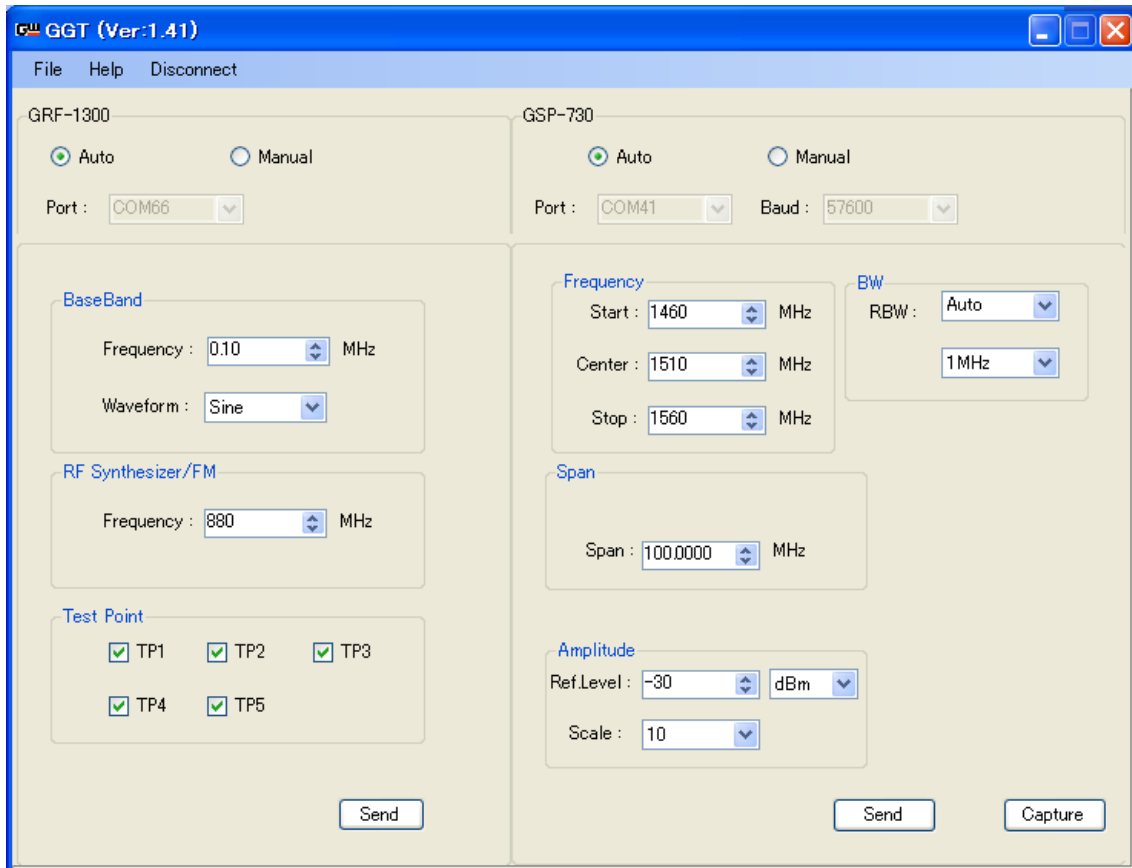 GW GGT (Ver:1.41)
File Help Disconnect
GRF-1300
Auto Manual
Port : COM66
BaseBand
Frequency : 0.10 MHz
Waveform : Sine
RF Synthesizer/FM
Frequency : 880 MHz
Test Point
TP1 TP2 TP3
TP4 TP5
Send
GSP-730
Auto Manual
Port : COM41 Baud : 57600
Frequency
Start : 1460 MHz
Center : 1510 MHz
Stop : 1560 MHz
BW
RBW : Auto
1MHz
Span
Span : 100.0000 MHz
Amplitude
Ref.Level : -30 dBm
Scale : 10
Send Capture